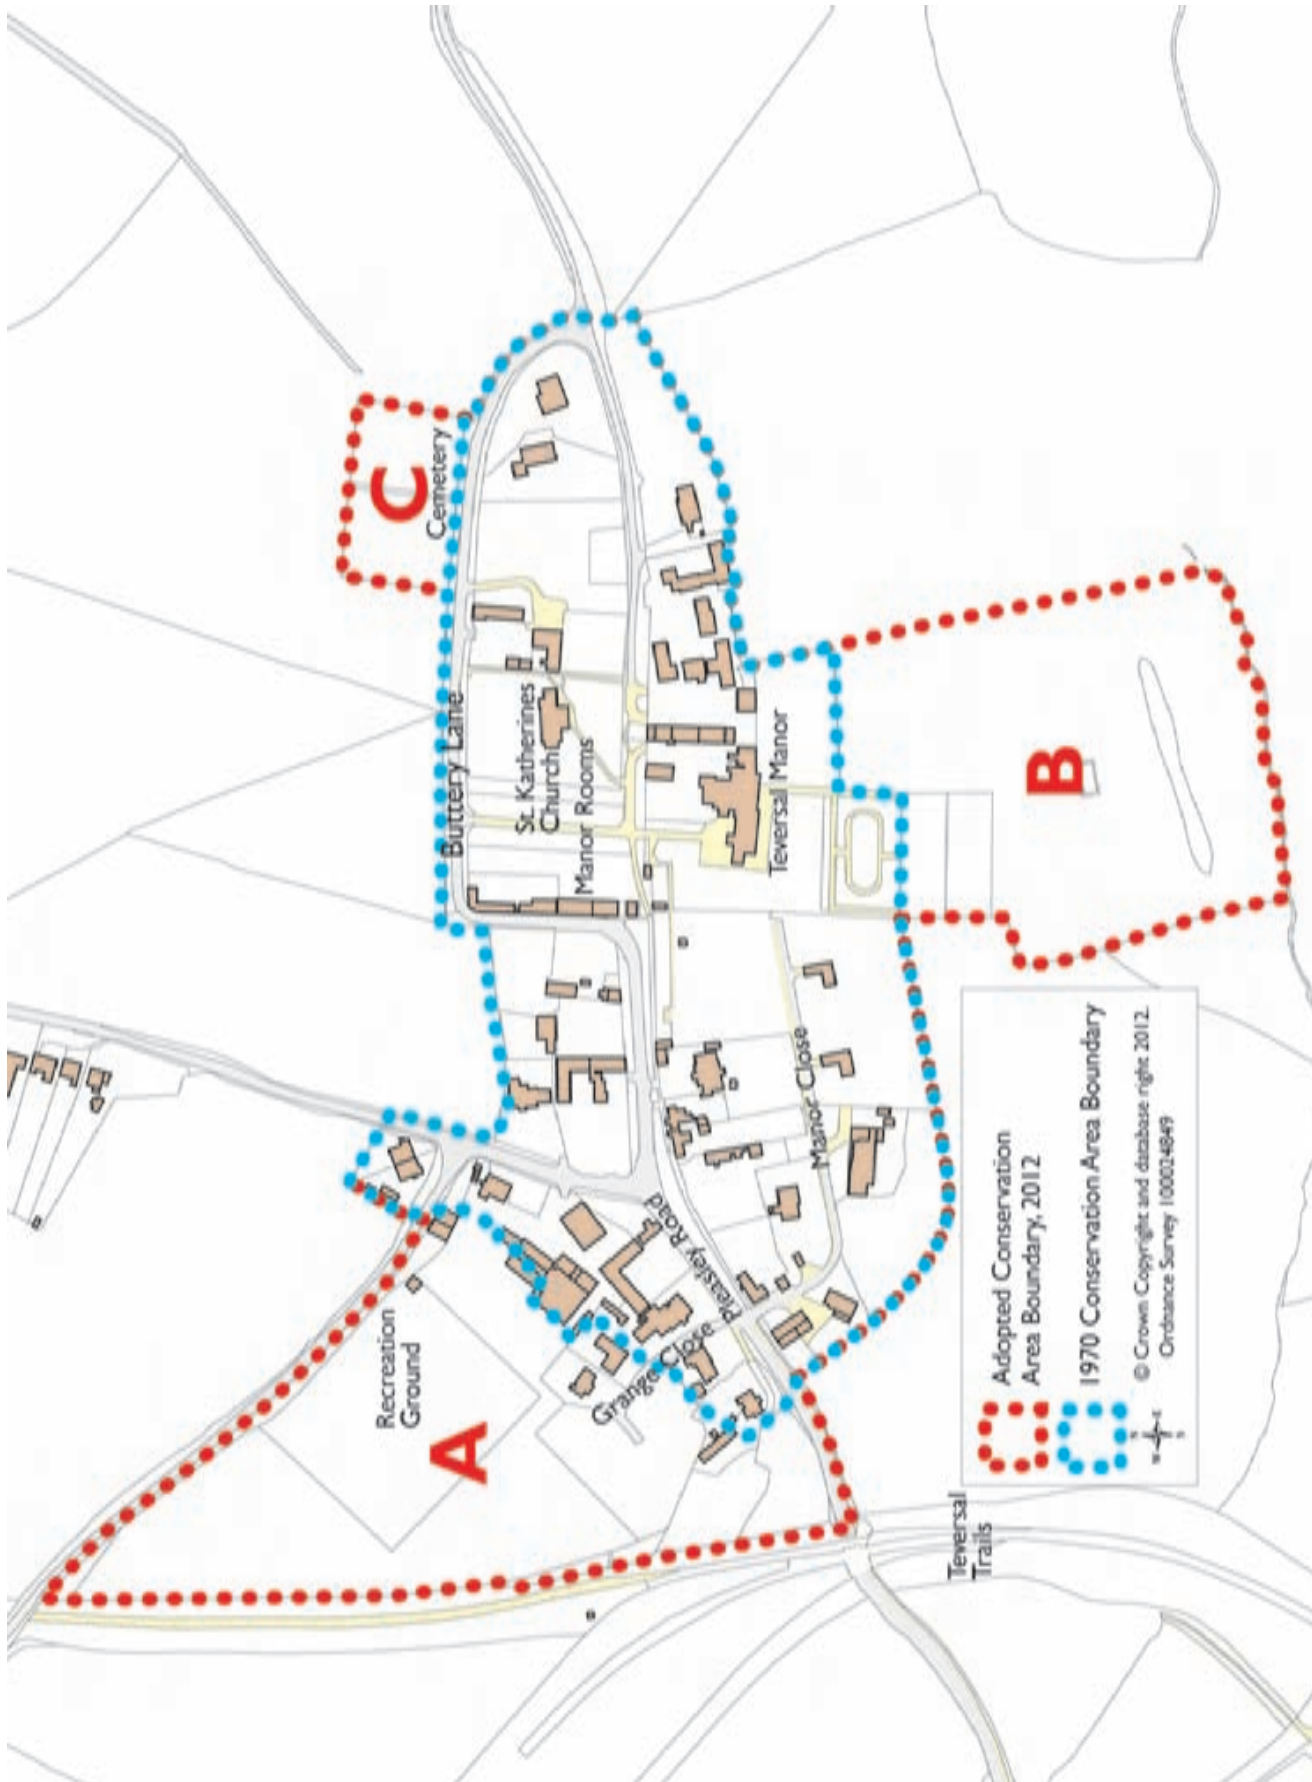 C
Cemetery
Buttery Lane
St. Katherines
Church
Manor Rooms
Teversal Manor
B
Manor Close
Pleasley Road
Grange Close
Recreation
Ground
A
Teversal
Trails
Adopted Conservation
Area Boundary, 2012
1970 Conservation Area Boundary
N
W E
S
© Crown Copyright and database right 2012.
Ordnance Survey 100024849